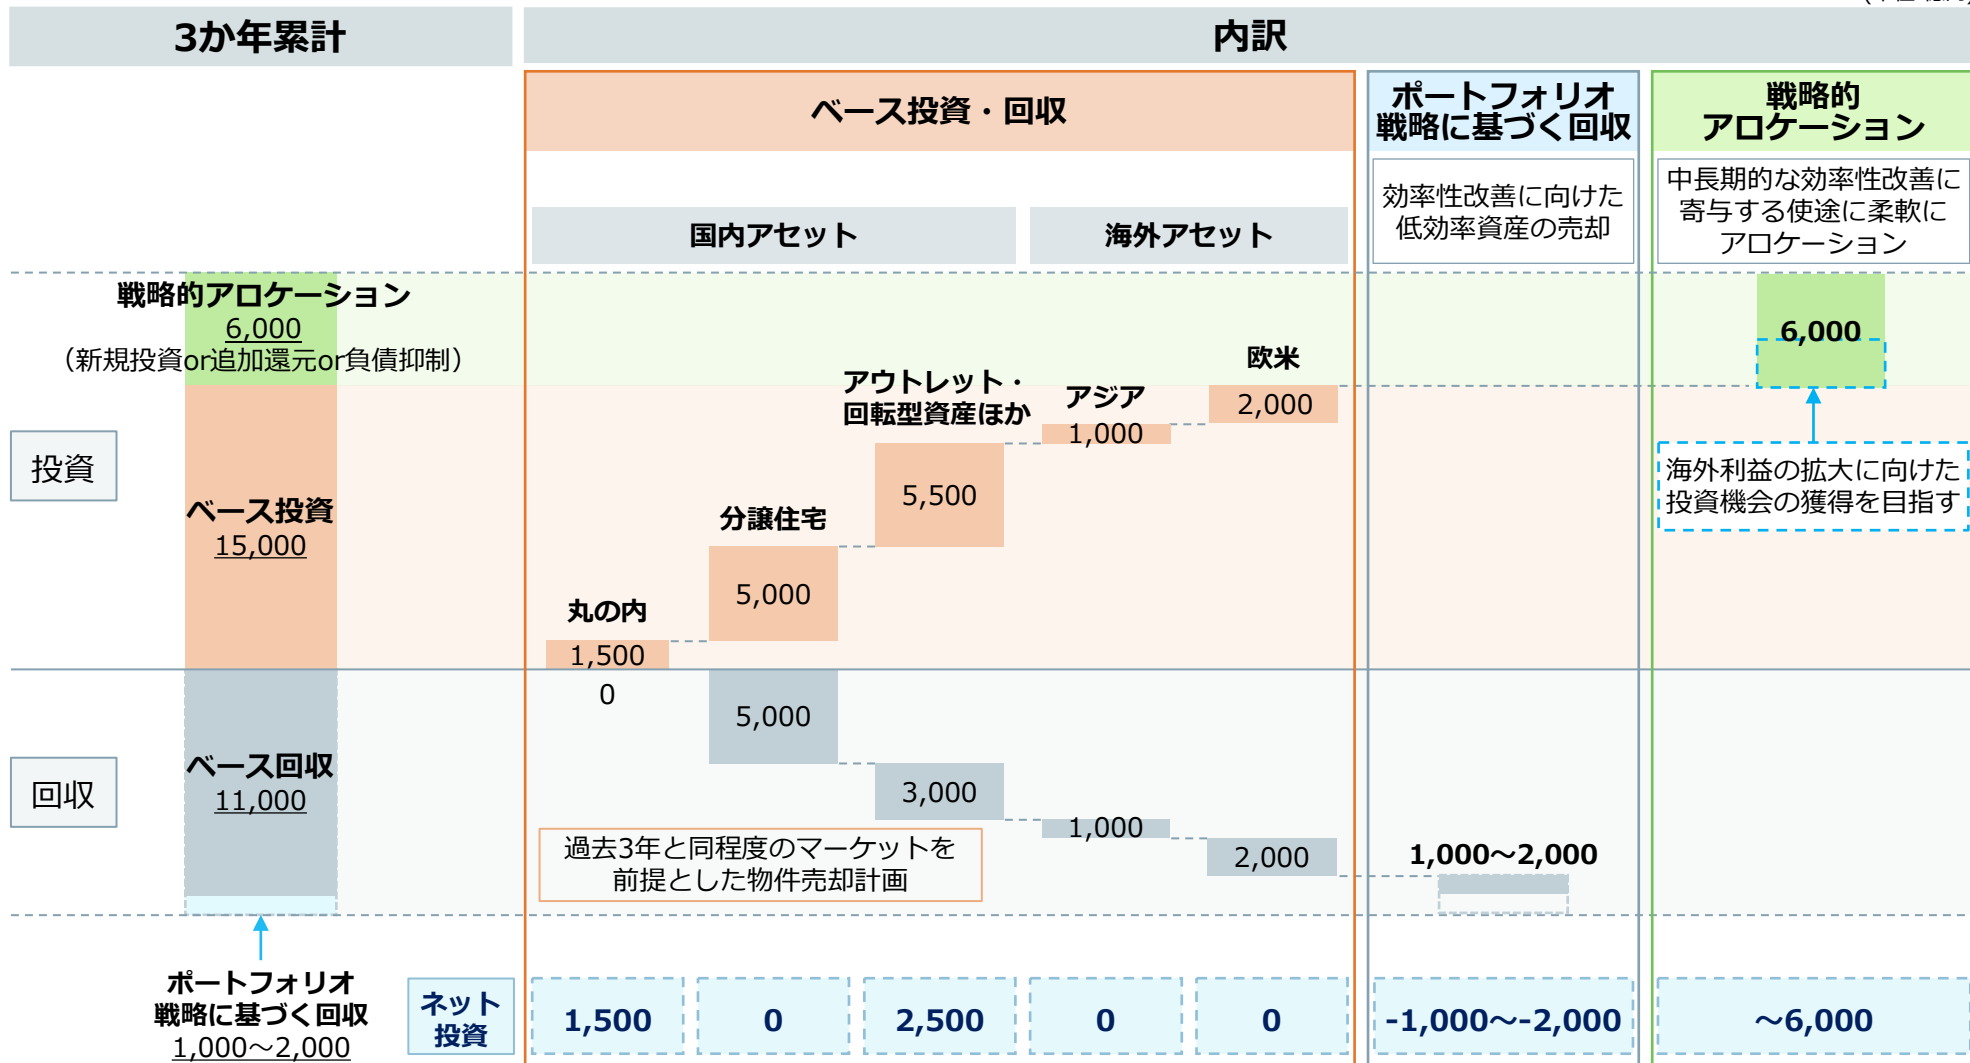 3か年累計
内訳
ベース投資・回収
ポートフォリオ
戦略に基づく回収
戦略的
アロケーション
効率性改善に向けた
低効率資産の売却
中長期的な効率性改善に
寄与する使途に柔軟に
アロケーション
国内アセット
海外アセット
戦略的アロケーション
6,000
（新規投資or追加還元or負債抑制）
6,000
欧米
2,000
アウトレット・
回転型資産ほか
アジア
1,000
投資
海外利益の拡大に向けた
投資機会の獲得を目指す
5,500
ベース投資
15,000
分譲住宅
5,000
丸の内
1,500
0
5,000
回収
ベース回収
11,000
3,000
1,000
2,000
過去3年と同程度のマーケットを
前提とした物件売却計画
1,000～2,000
ポートフォリオ
戦略に基づく回収
1,000～2,000
ネット
投資
1,500
0
2,500
0
0
-1,000～-2,000
～6,000